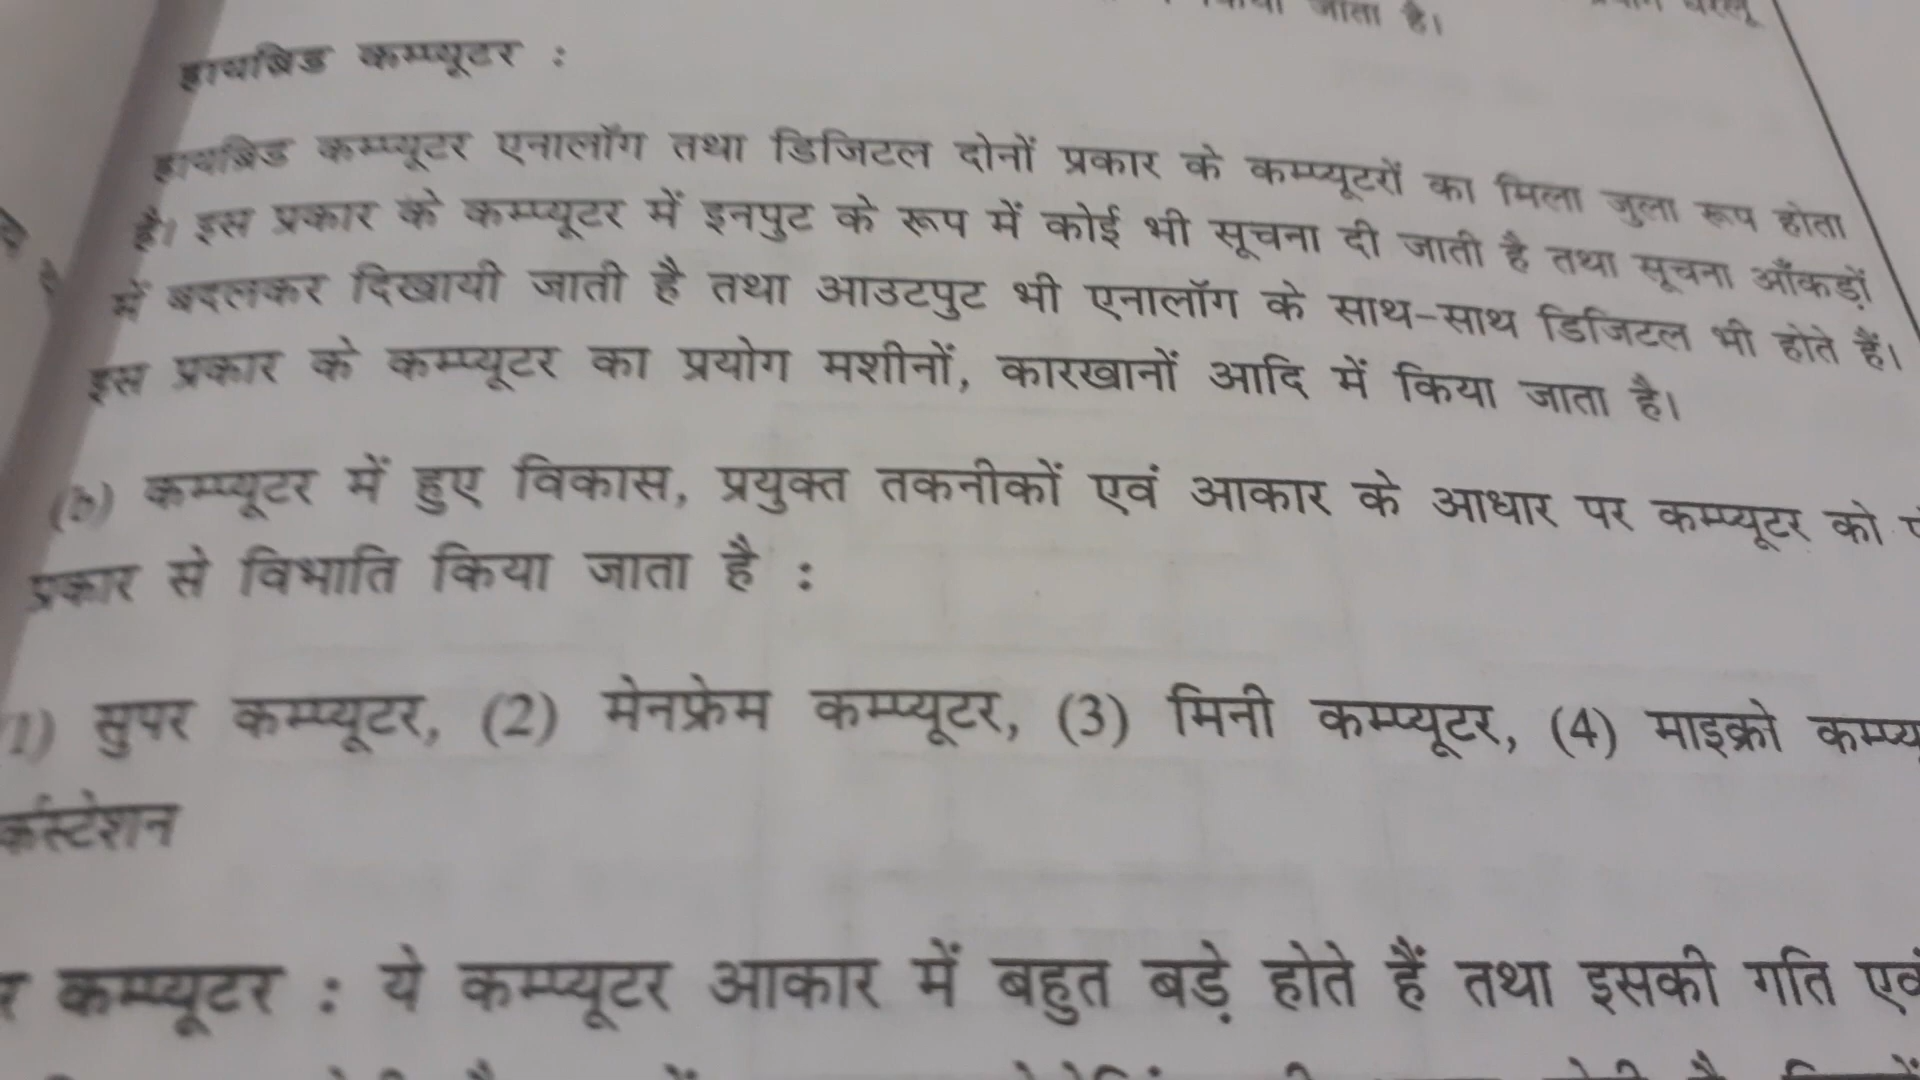 जाता है।
हायब्रिड कम्प्यूटर :
हायब्रिड कम्प्यूटर एनालॉग तथा डिजिटल दोनों प्रकार के कम्प्यूटरों का मिला जुला रूप होता
है। इस प्रकार के कम्प्यूटर में इनपुट के रूप में कोई भी सूचना दी जाती है तथा सूचना आँकड़ों
में बदलकर दिखायी जाती है तथा आउटपुट भी एनालॉग के साथ-साथ डिजिटल भी होते हैं।
इस प्रकार के कम्प्यूटर का प्रयोग मशीनों, कारखानों आदि में किया जाता है।
(b) कम्प्यूटर में हुए विकास, प्रयुक्त तकनीकों एवं आकार के आधार पर कम्प्यूटर को
प्रकार से विभाति किया जाता है :
1) सुपर कम्प्यूटर, (2) मेनफ्रेम कम्प्यूटर, (3) मिनी कम्प्यूटर, (4) माइक्रो कम्प्यू
र्कस्टेशन
र कम्प्यूटर : ये कम्प्यूटर आकार में बहुत बड़े होते हैं तथा इसकी गति एवं